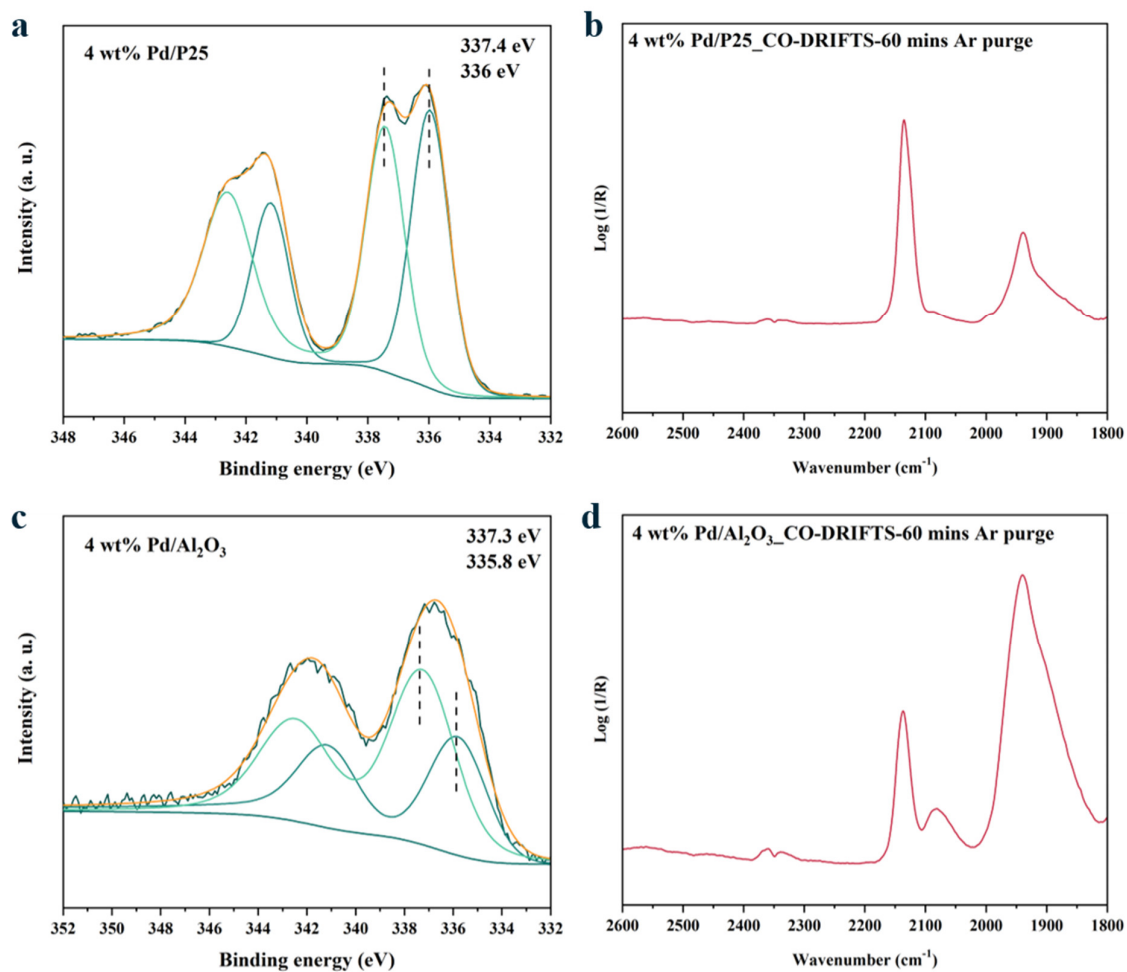 a
4 wt% Pd/P25
337.4 eV
336 eV
Intensity (a. u.)
348 346 344 342 340 338 336 334 332
Binding energy (eV)
b
4 wt% Pd/P25_CO-DRIFTS-60 mins Ar purge
Log (1/R)
2600 2500 2400 2300 2200 2100 2000 1900 1800
Wavenumber (cm⁻¹)
c
4 wt% Pd/Al₂O₃
337.3 eV
335.8 eV
Intensity (a. u.)
352 350 348 346 344 342 340 338 336 334 332
Binding energy (eV)
d
4 wt% Pd/Al₂O₃_CO-DRIFTS-60 mins Ar purge
Log (1/R)
2600 2500 2400 2300 2200 2100 2000 1900 1800
Wavenumber (cm⁻¹)